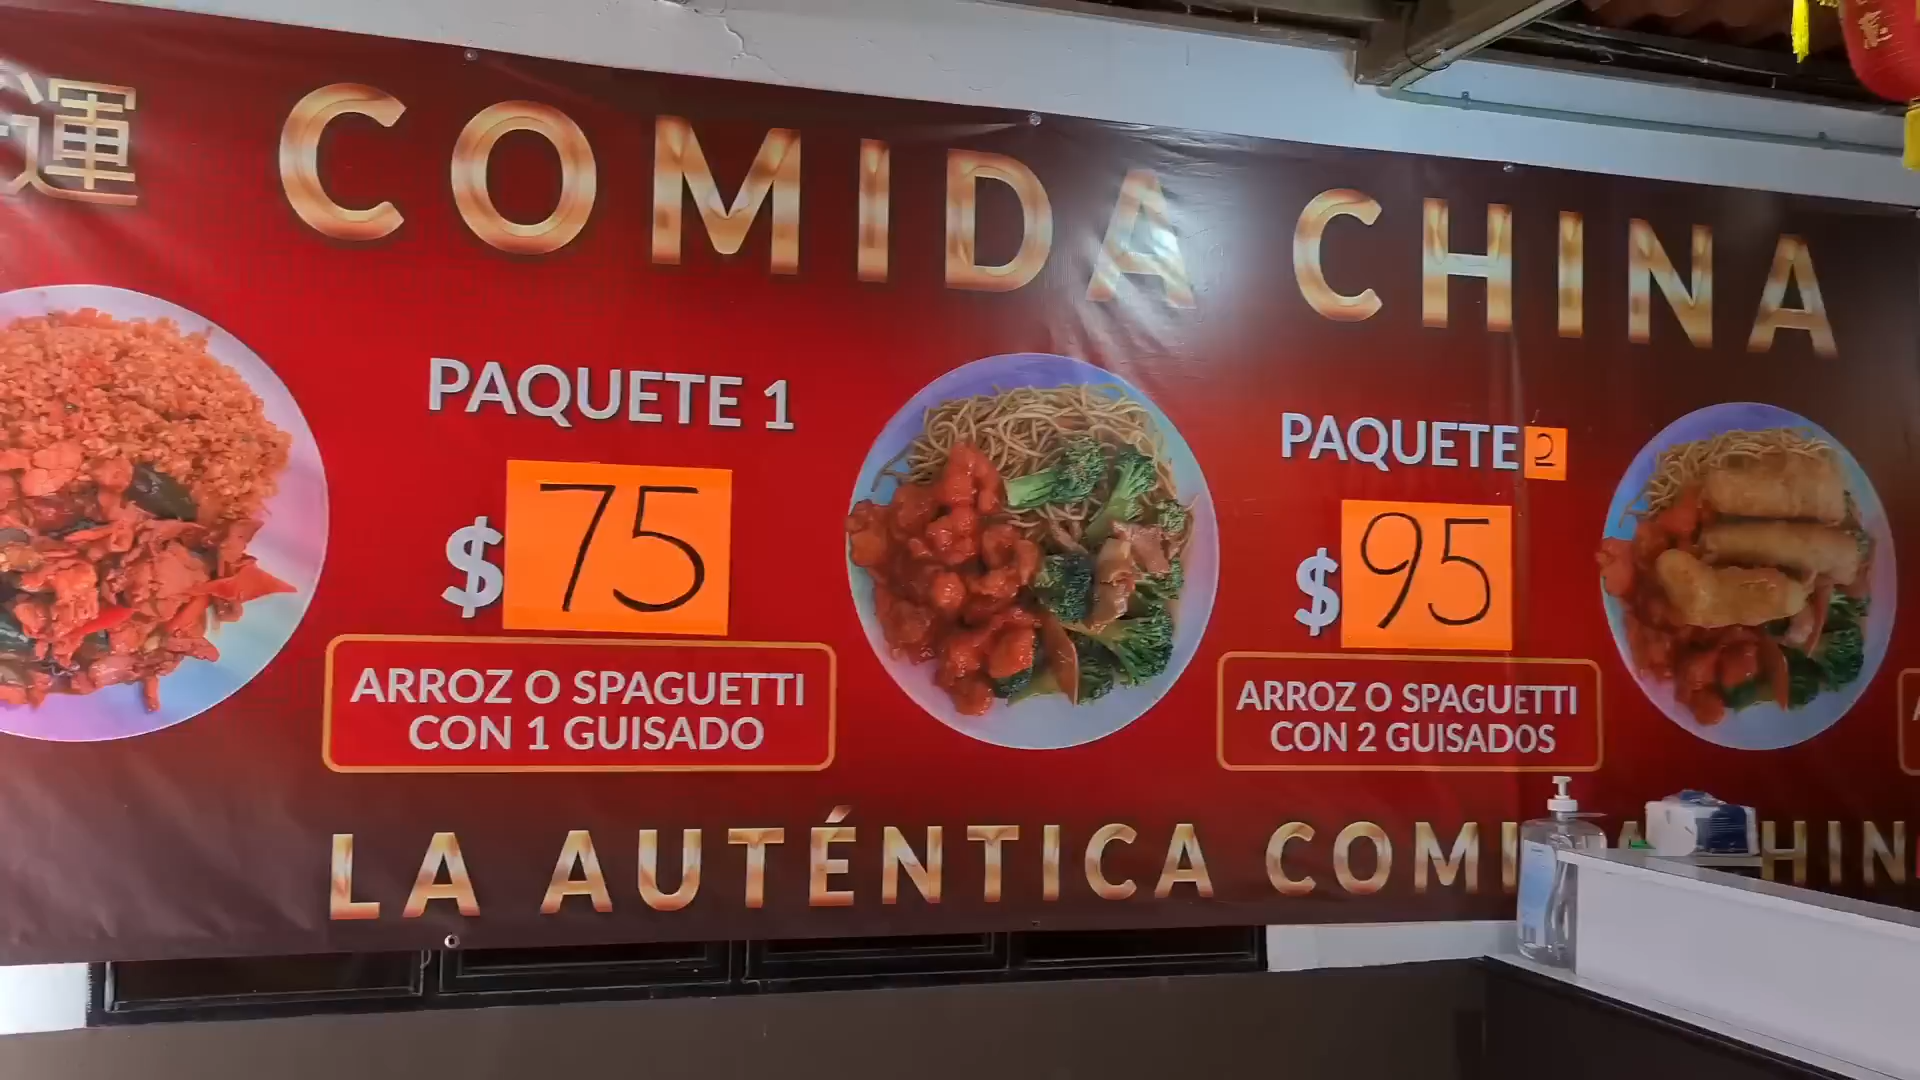 運 COMIDA CHINA
PAQUETE 1
$75
ARROZ O SPAGUETTI
CON 1 GUISADO
PAQUETE 2
$95
ARROZ O SPAGUETTI
CON 2 GUISADOS
LA AUTÉNTICA